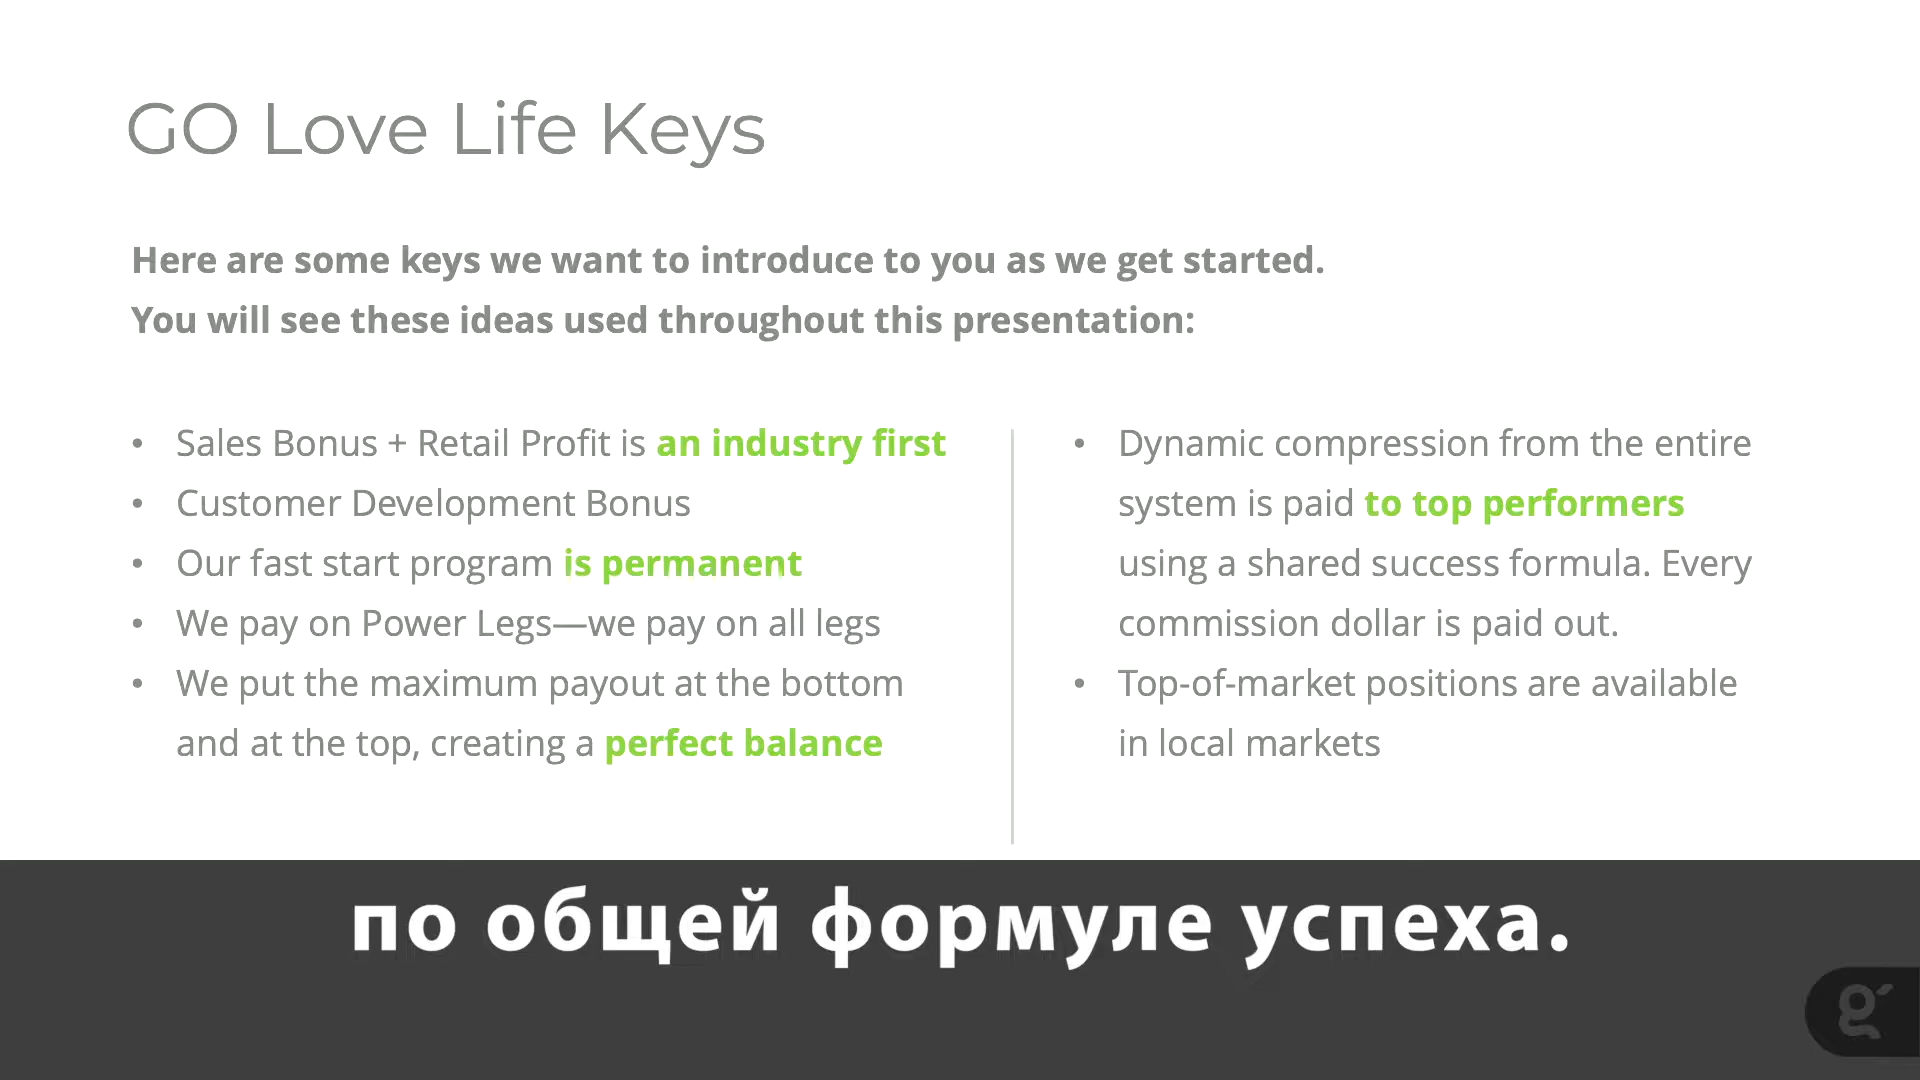 GO Love Life Keys
Here are some keys we want to introduce to you as we get started.
You will see these ideas used throughout this presentation:
• Sales Bonus + Retail Profit is an industry first
• Customer Development Bonus
• Our fast start program is permanent
• We pay on Power Legs—we pay on all legs
• We put the maximum payout at the bottom
and at the top, creating a perfect balance
• Dynamic compression from the entire
system is paid to top performers
using a shared success formula. Every
commission dollar is paid out.
• Top-of-market positions are available
in local markets
по общей формуле успеха.
g